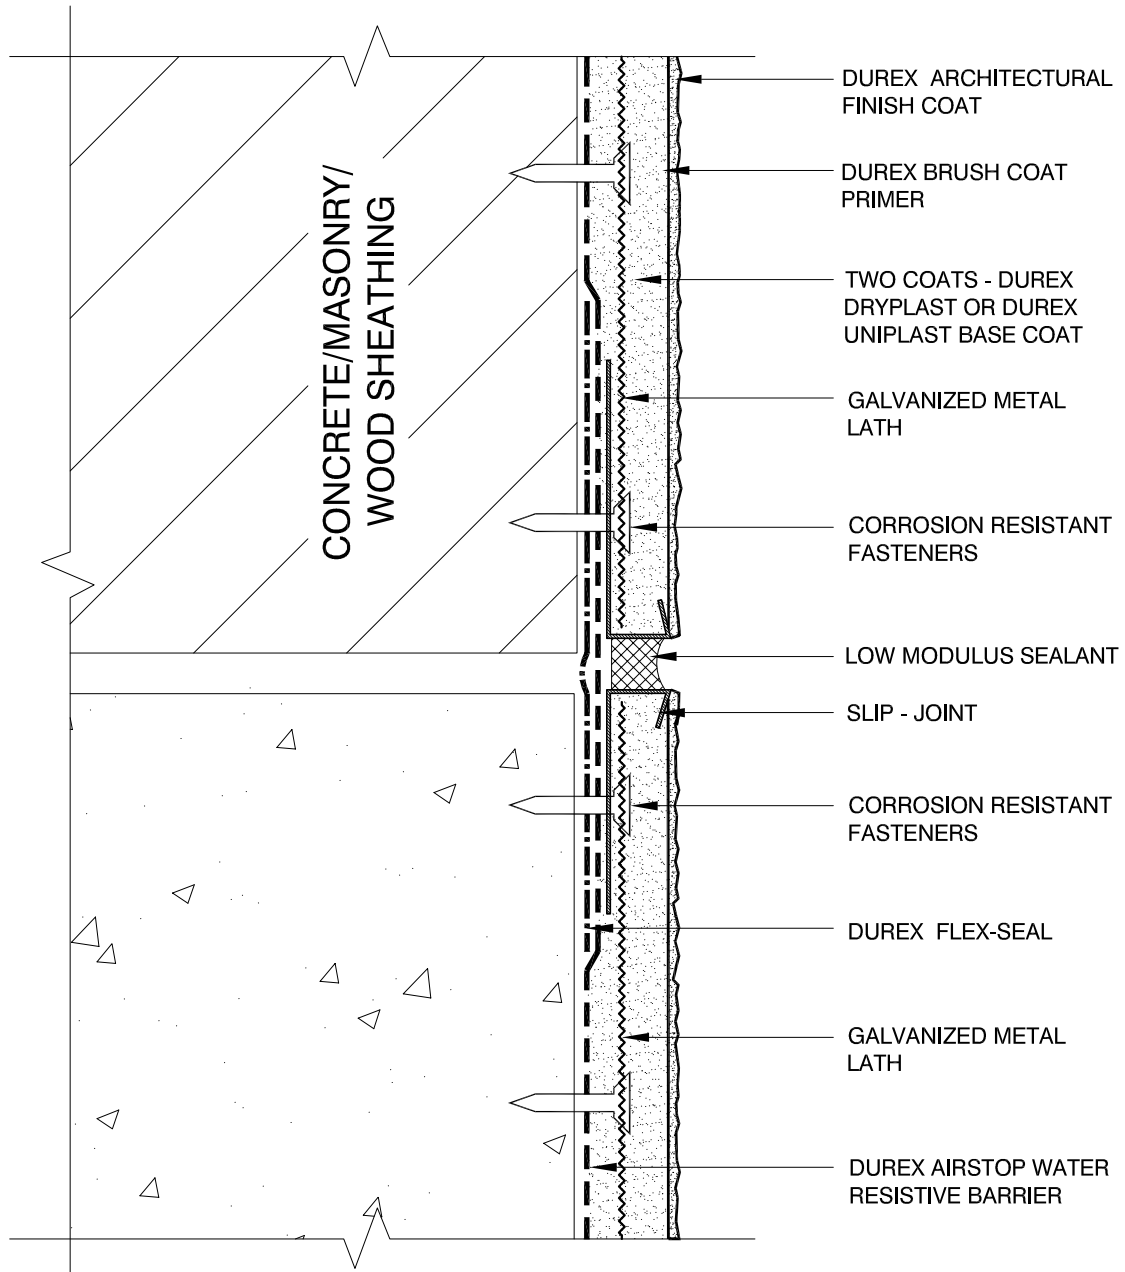 DUREX ARCHITECTURAL
FINISH COAT
DUREX BRUSH COAT
PRIMER
CONCRETE/MASONRY/
WOOD SHEATHING
TWO COATS - DUREX
DRYPLAST OR DUREX
UNIPLAST BASE COAT
GALVANIZED METAL
LATH
CORROSION RESISTANT
FASTENERS
LOW MODULUS SEALANT
SLIP - JOINT
CORROSION RESISTANT
FASTENERS
DUREX FLEX-SEAL
GALVANIZED METAL
LATH
DUREX AIRSTOP WATER
RESISTIVE BARRIER